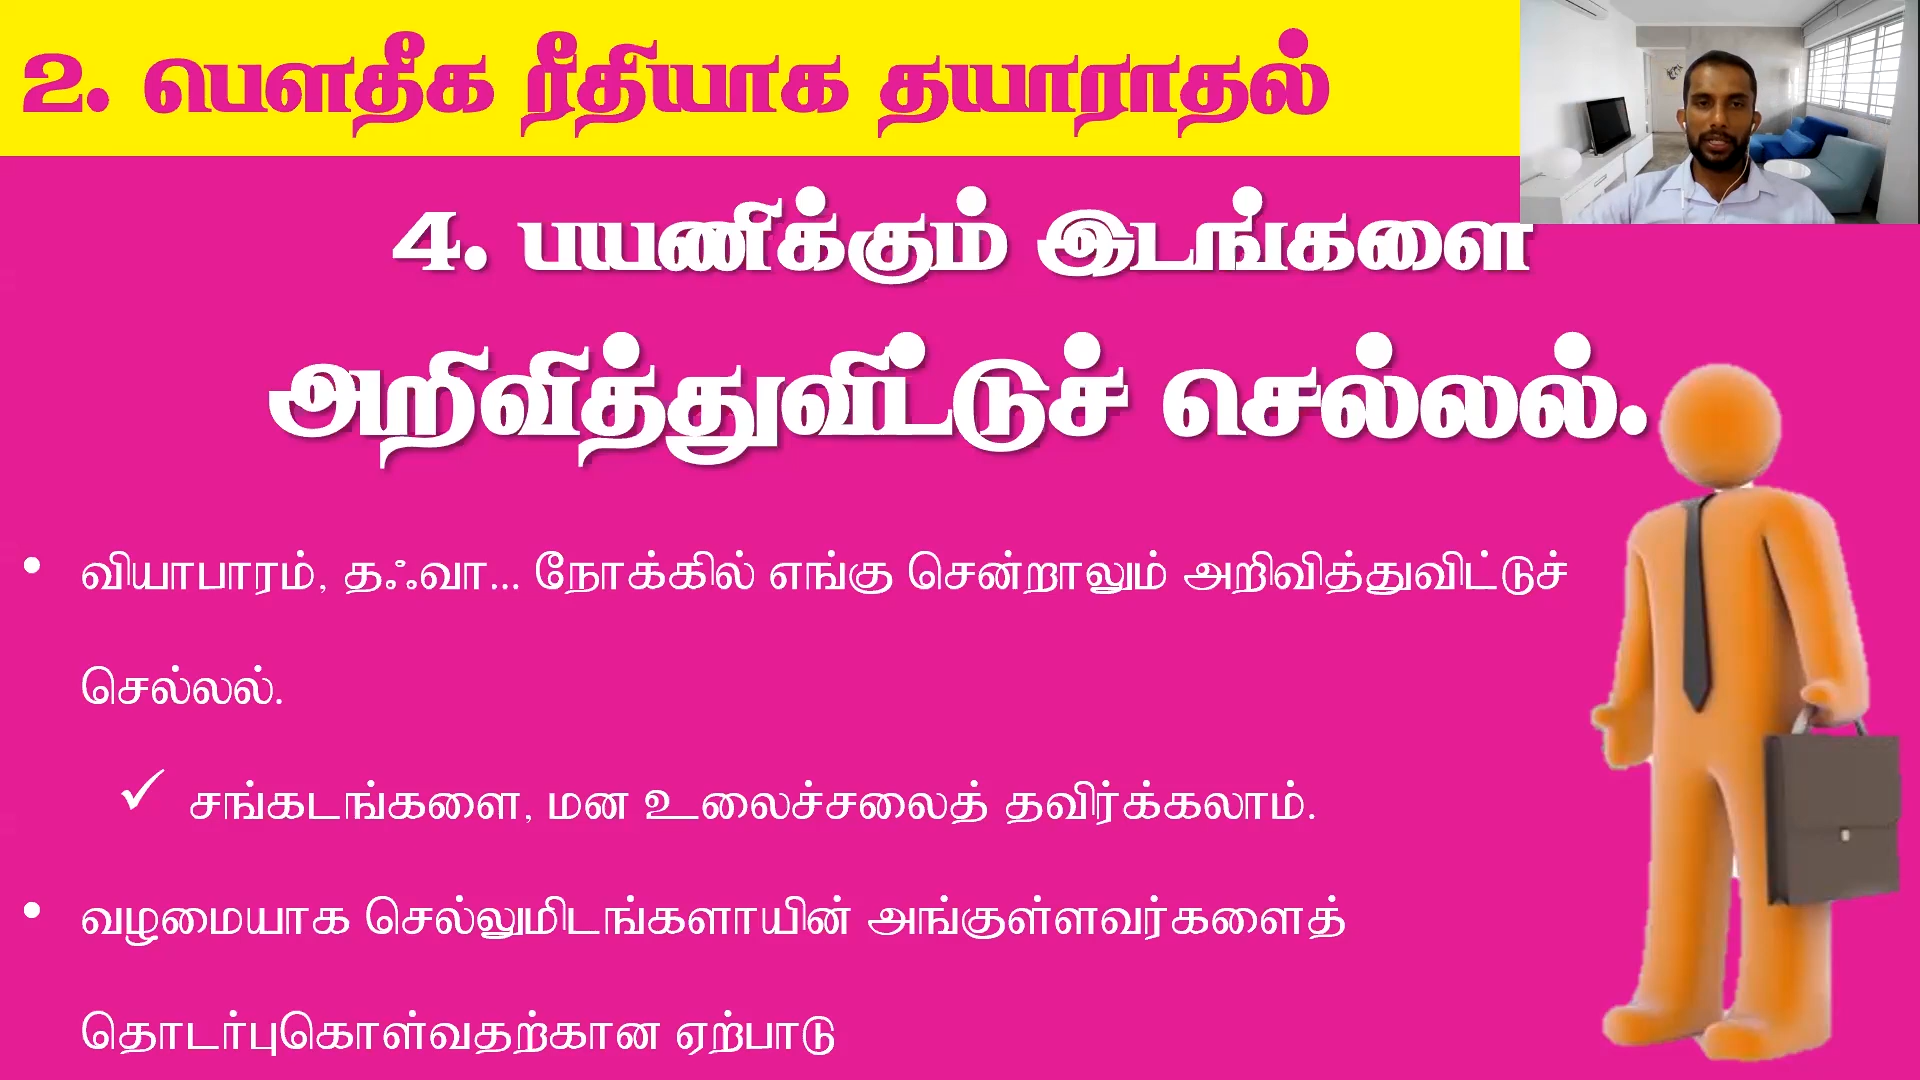 2. பௌதீக ரீதியாக தயாராதல்
4. பயணிக்கும் இடங்களை
அறிவித்துவிட்டுச் செல்லல்.
• வியாபாரம், தஃவா... நோக்கில் எங்கு சென்றாலும் அறிவித்துவிட்டுச்
செல்லல்.
✓ சங்கடங்களை, மன உலைச்சலைத் தவிர்க்கலாம்.
• வழமையாக செல்லுமிடங்களாயின் அங்குள்ளவர்களைத்
தொடர்புகொள்வதற்கான ஏற்பாடு